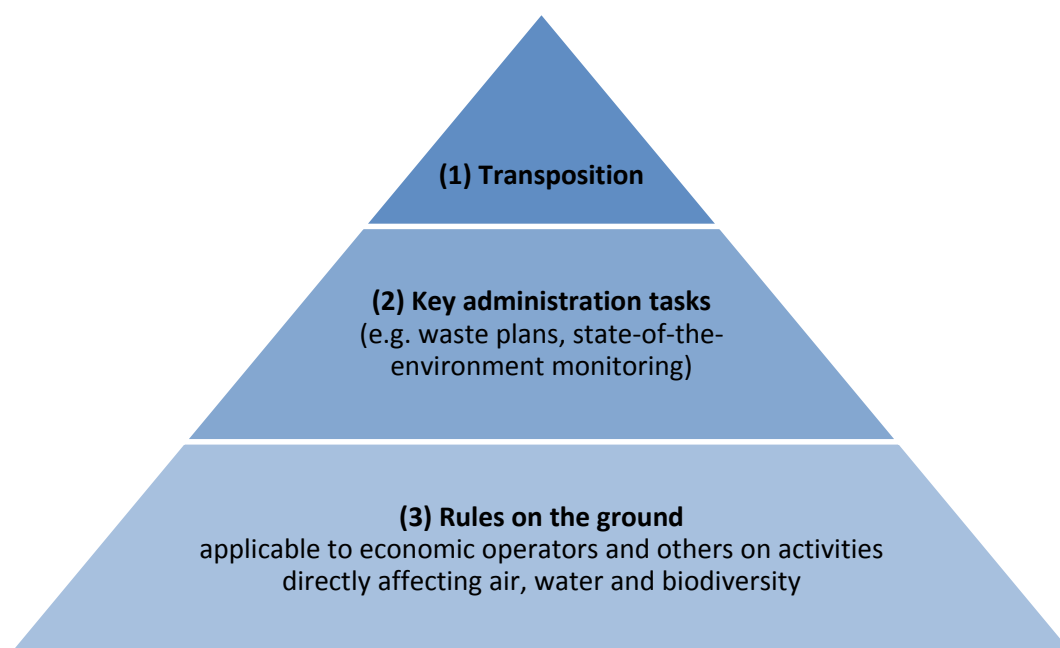 (1) Transposition
(2) Key administration tasks
(e.g. waste plans, state-of-the-
environment monitoring)
(3) Rules on the ground
applicable to economic operators and others on activities
directly affecting air, water and biodiversity